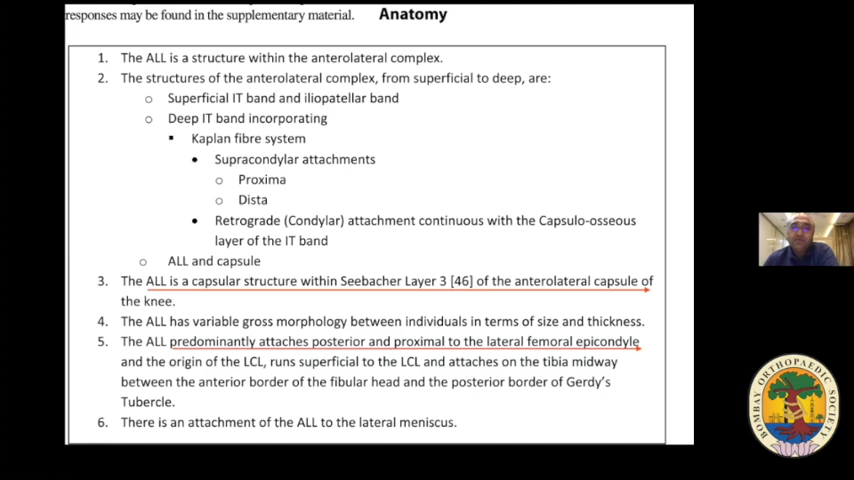 responses may be found in the supplementary material. Anatomy
1. The ALL is a structure within the anterolateral complex.
2. The structures of the anterolateral complex, from superficial to deep, are:
o Superficial IT band and iliopatellar band
o Deep IT band incorporating
▪ Kaplan fibre system
• Supracondylar attachments
o Proxima
o Dista
• Retrograde (Condylar) attachment continuous with the Capsulo-osseous
layer of the IT band
o ALL and capsule
3. The ALL is a capsular structure within Seebacher Layer 3 [46] of the anterolateral capsule of
the knee.
4. The ALL has variable gross morphology between individuals in terms of size and thickness.
5. The ALL predominantly attaches posterior and proximal to the lateral femoral epicondyle
and the origin of the LCL, runs superficial to the LCL and attaches on the tibia midway
between the anterior border of the fibular head and the posterior border of Gerdy's
Tubercle.
6. There is an attachment of the ALL to the lateral meniscus.
BOMBAY ORTHOPAEDIC SOCIETY